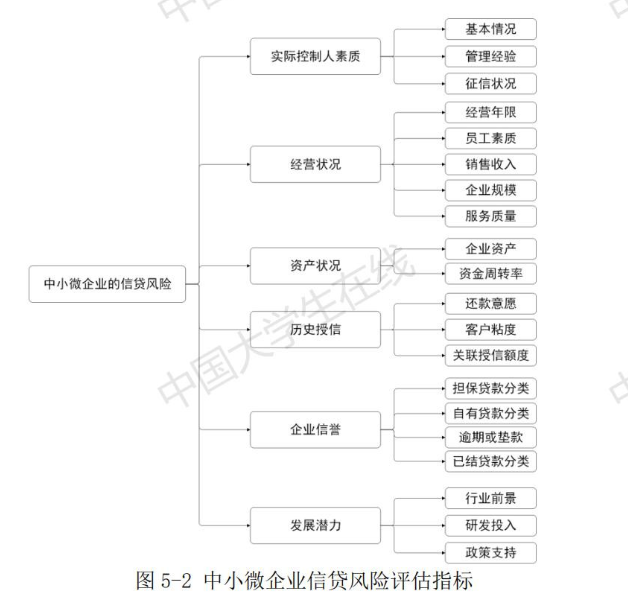 中小微企业的信贷风险
实际控制人素质
基本情况
管理经验
征信状况
经营状况
经营年限
员工素质
销售收入
企业规模
服务质量
资产状况
企业资产
资金周转率
历史授信
还款意愿
客户粘度
关联授信额度
企业信誉
担保贷款分类
自有贷款分类
逾期或垫款
已结贷款分类
发展潜力
行业前景
研发投入
政策支持
中国大学生在线
图 5-2 中小微企业信贷风险评估指标